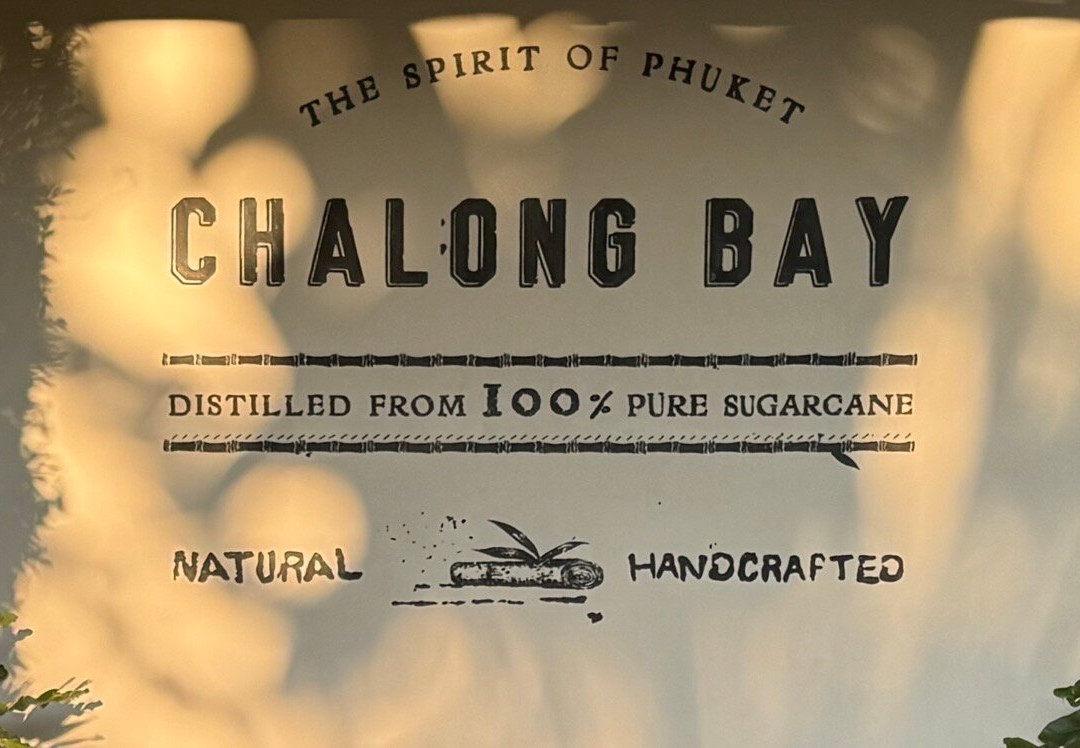 THE SPIRIT OF PHUKET
CHALONG BAY
DISTILLED FROM 100% PURE SUGARCANE
NATURAL HANDCRAFTED